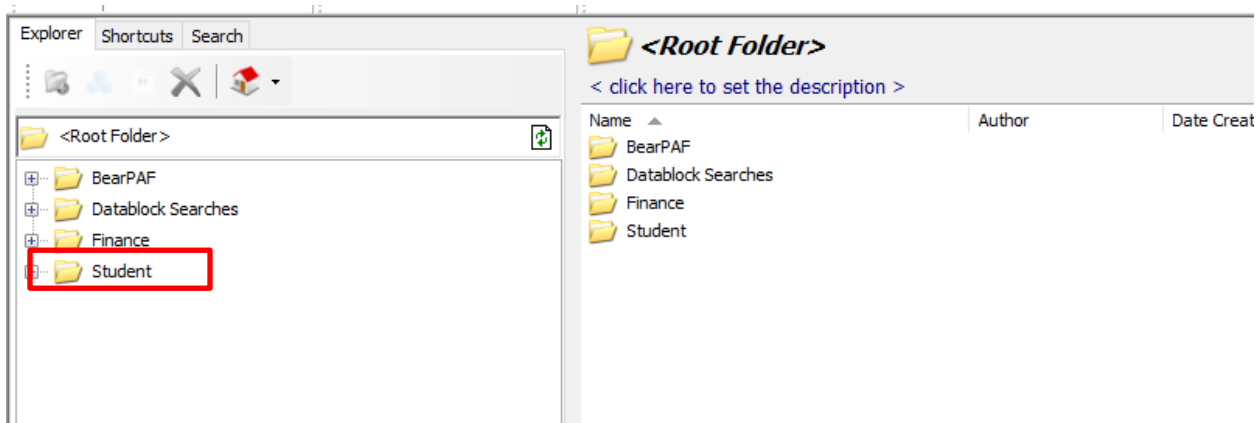 Explorer Shortcuts Search
<Root Folder>
BearPAF
Datablock Searches
Finance
Student
<Root Folder>
< click here to set the description >
Name Author Date Creat
BearPAF
Datablock Searches
Finance
Student